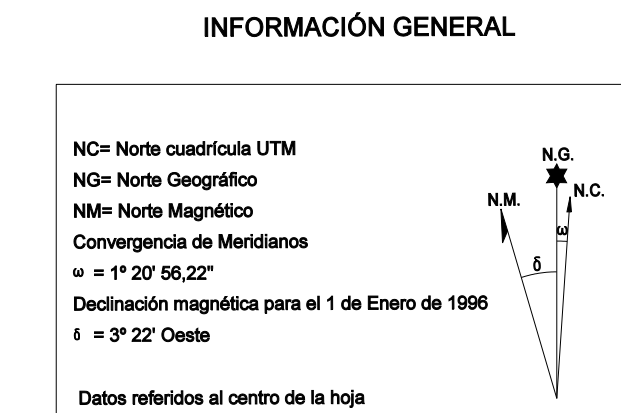 INFORMACIÓN GENERAL
NC= Norte cuadrícula UTM
NG= Norte Geográfico
NM= Norte Magnético
Convergencia de Meridianos
ω = 1º 20' 56,22"
Declinación magnética para el 1 de Enero de 1996
δ = 3º 22' Oeste
Datos referidos al centro de la hoja
N.G.
N.M.
N.C.
ω
δ